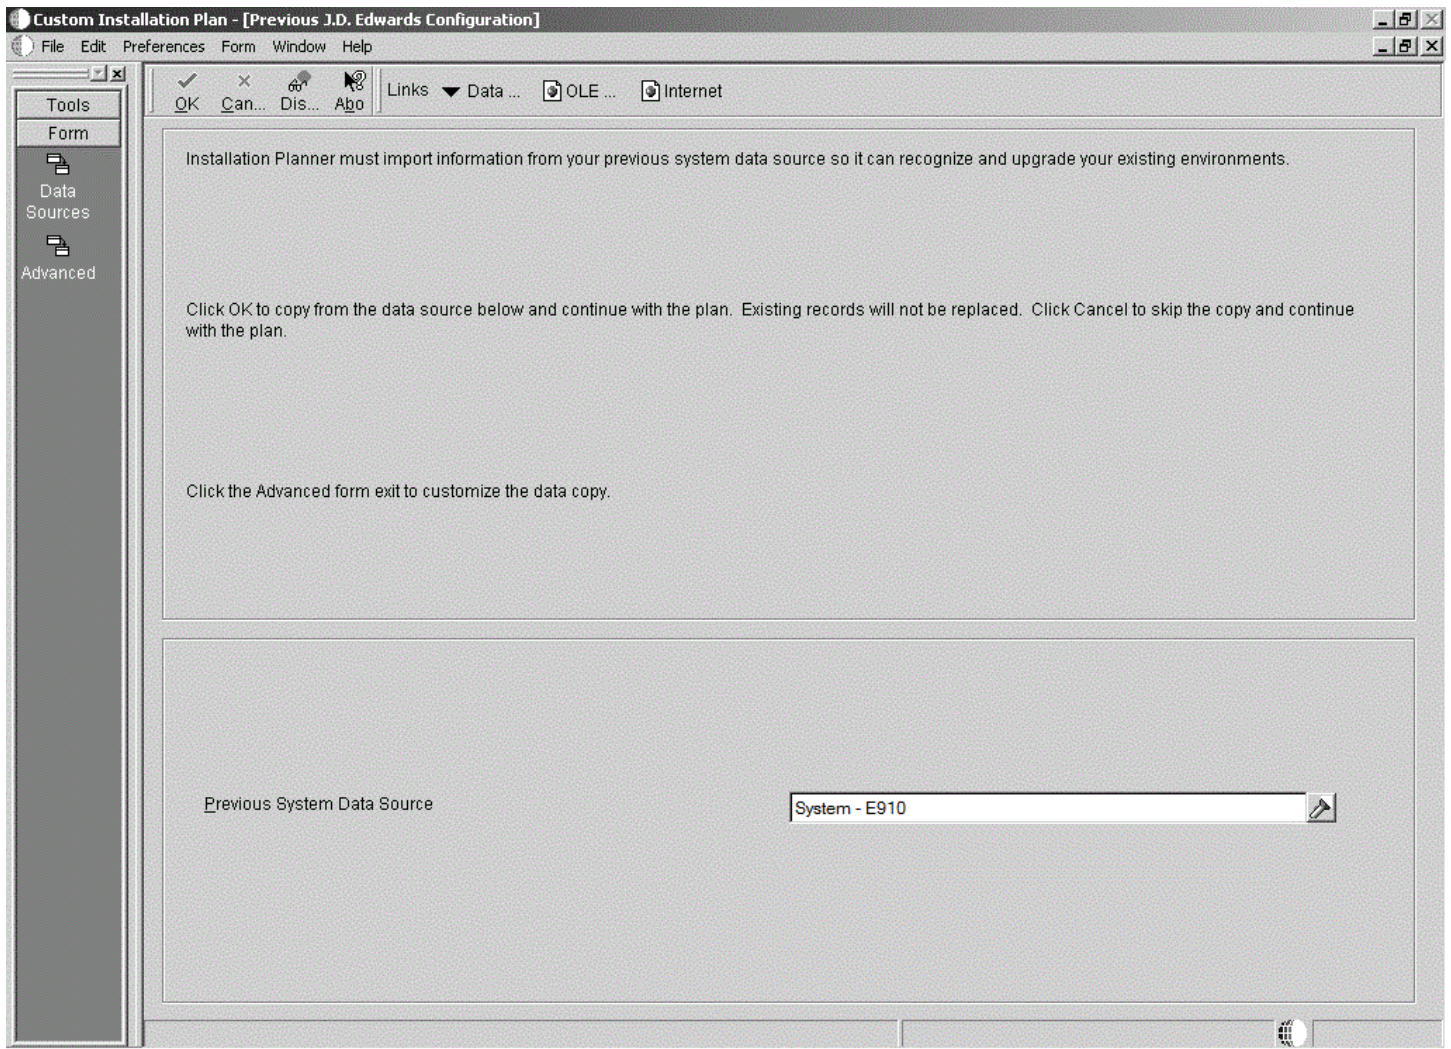 Custom Installation Plan - [Previous J.D. Edwards Configuration]
File Edit Preferences Form Window Help
Tools
Form
Data
Sources
Advanced
OK Can... Dis... Abo Links Data ... OLE ... Internet
Installation Planner must import information from your previous system data source so it can recognize and upgrade your existing environments.
Click OK to copy from the data source below and continue with the plan. Existing records will not be replaced. Click Cancel to skip the copy and continue
with the plan.
Click the Advanced form exit to customize the data copy.
Previous System Data Source System - E910